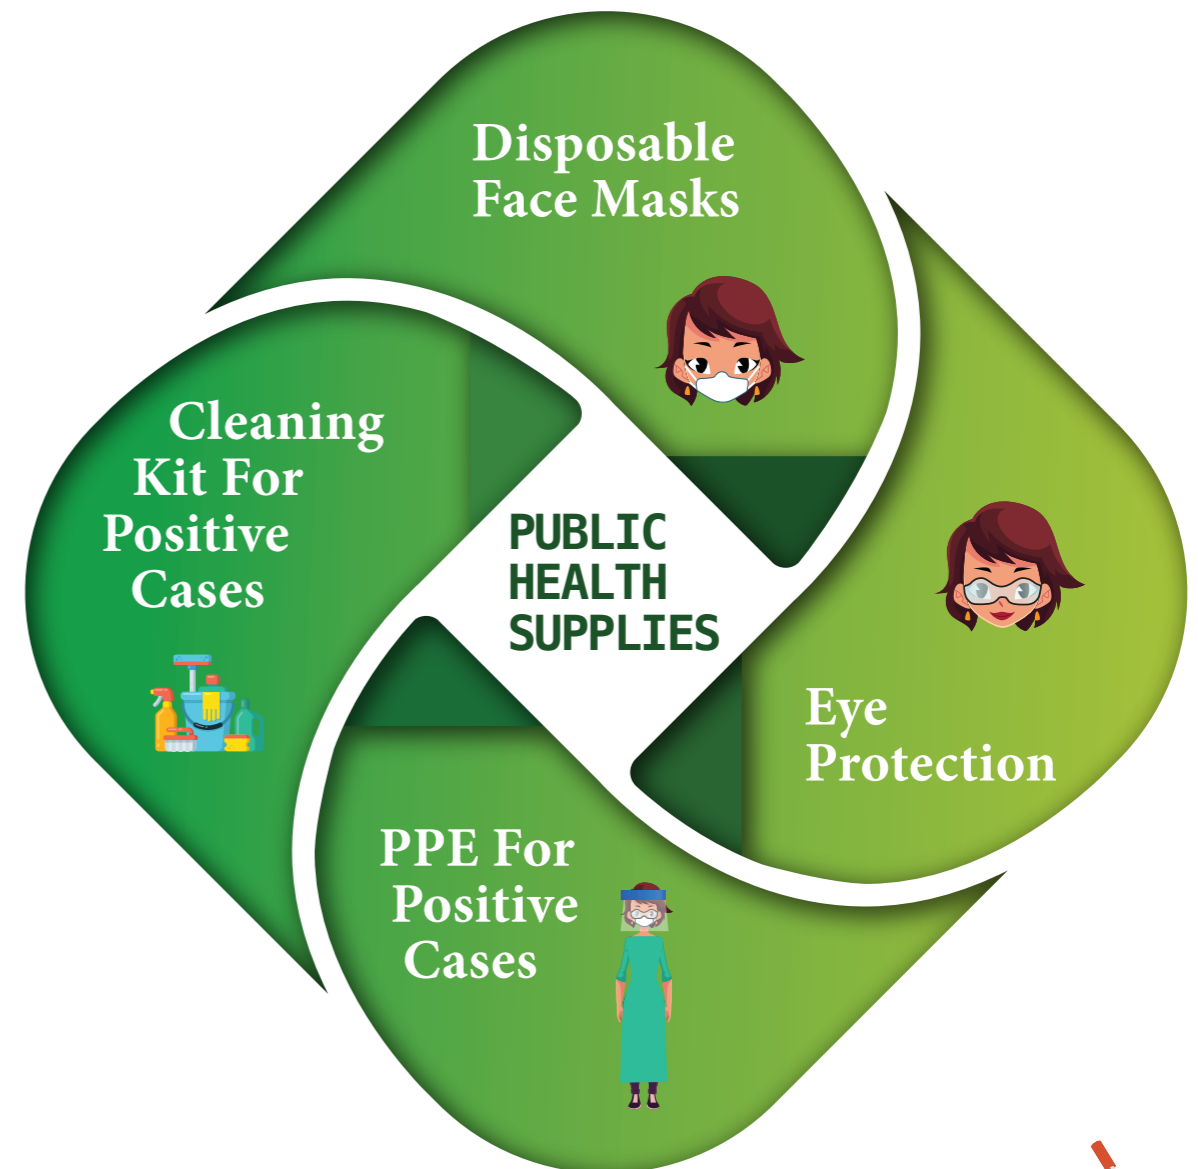 Disposable
Face Masks
Cleaning
Kit For
Positive
Cases
PUBLIC
HEALTH
SUPPLIES
Eye
Protection
PPE For
Positive
Cases